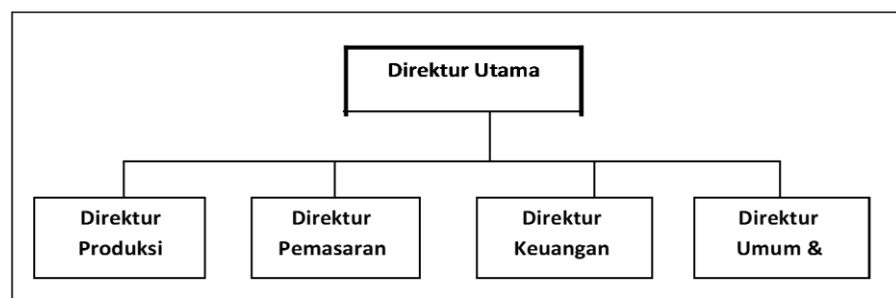 Direktur Utama
Direktur
Produksi
Direktur
Pemasaran
Direktur
Keuangan
Direktur
Umum &